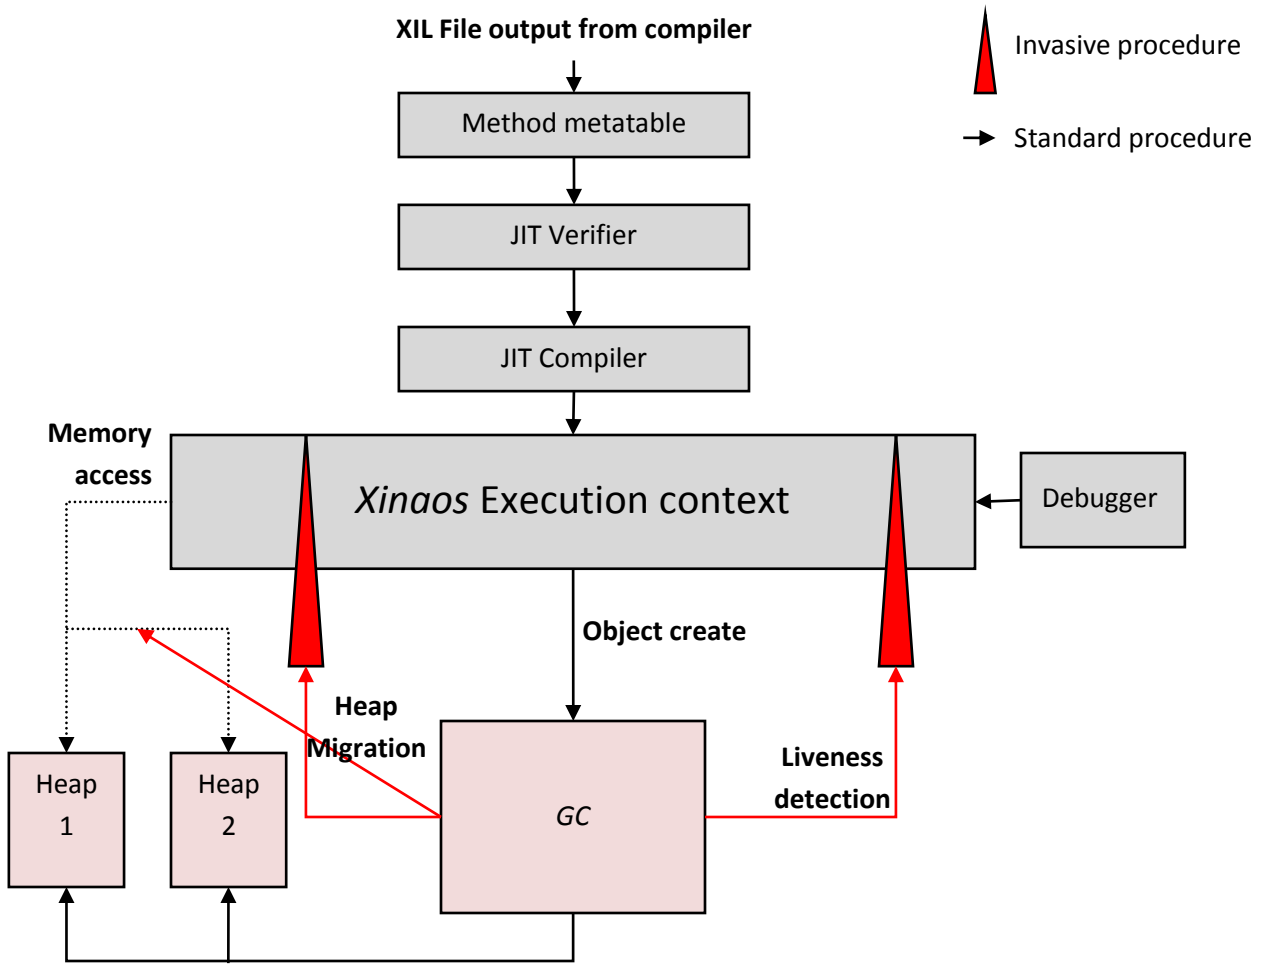 XIL File output from compiler
Invasive procedure
Method metatable
Standard procedure
JIT Verifier
JIT Compiler
Memory
access
Xinaos Execution context
Debugger
Object create
Heap
Migration
Liveness
detection
Heap
1
Heap
2
GC